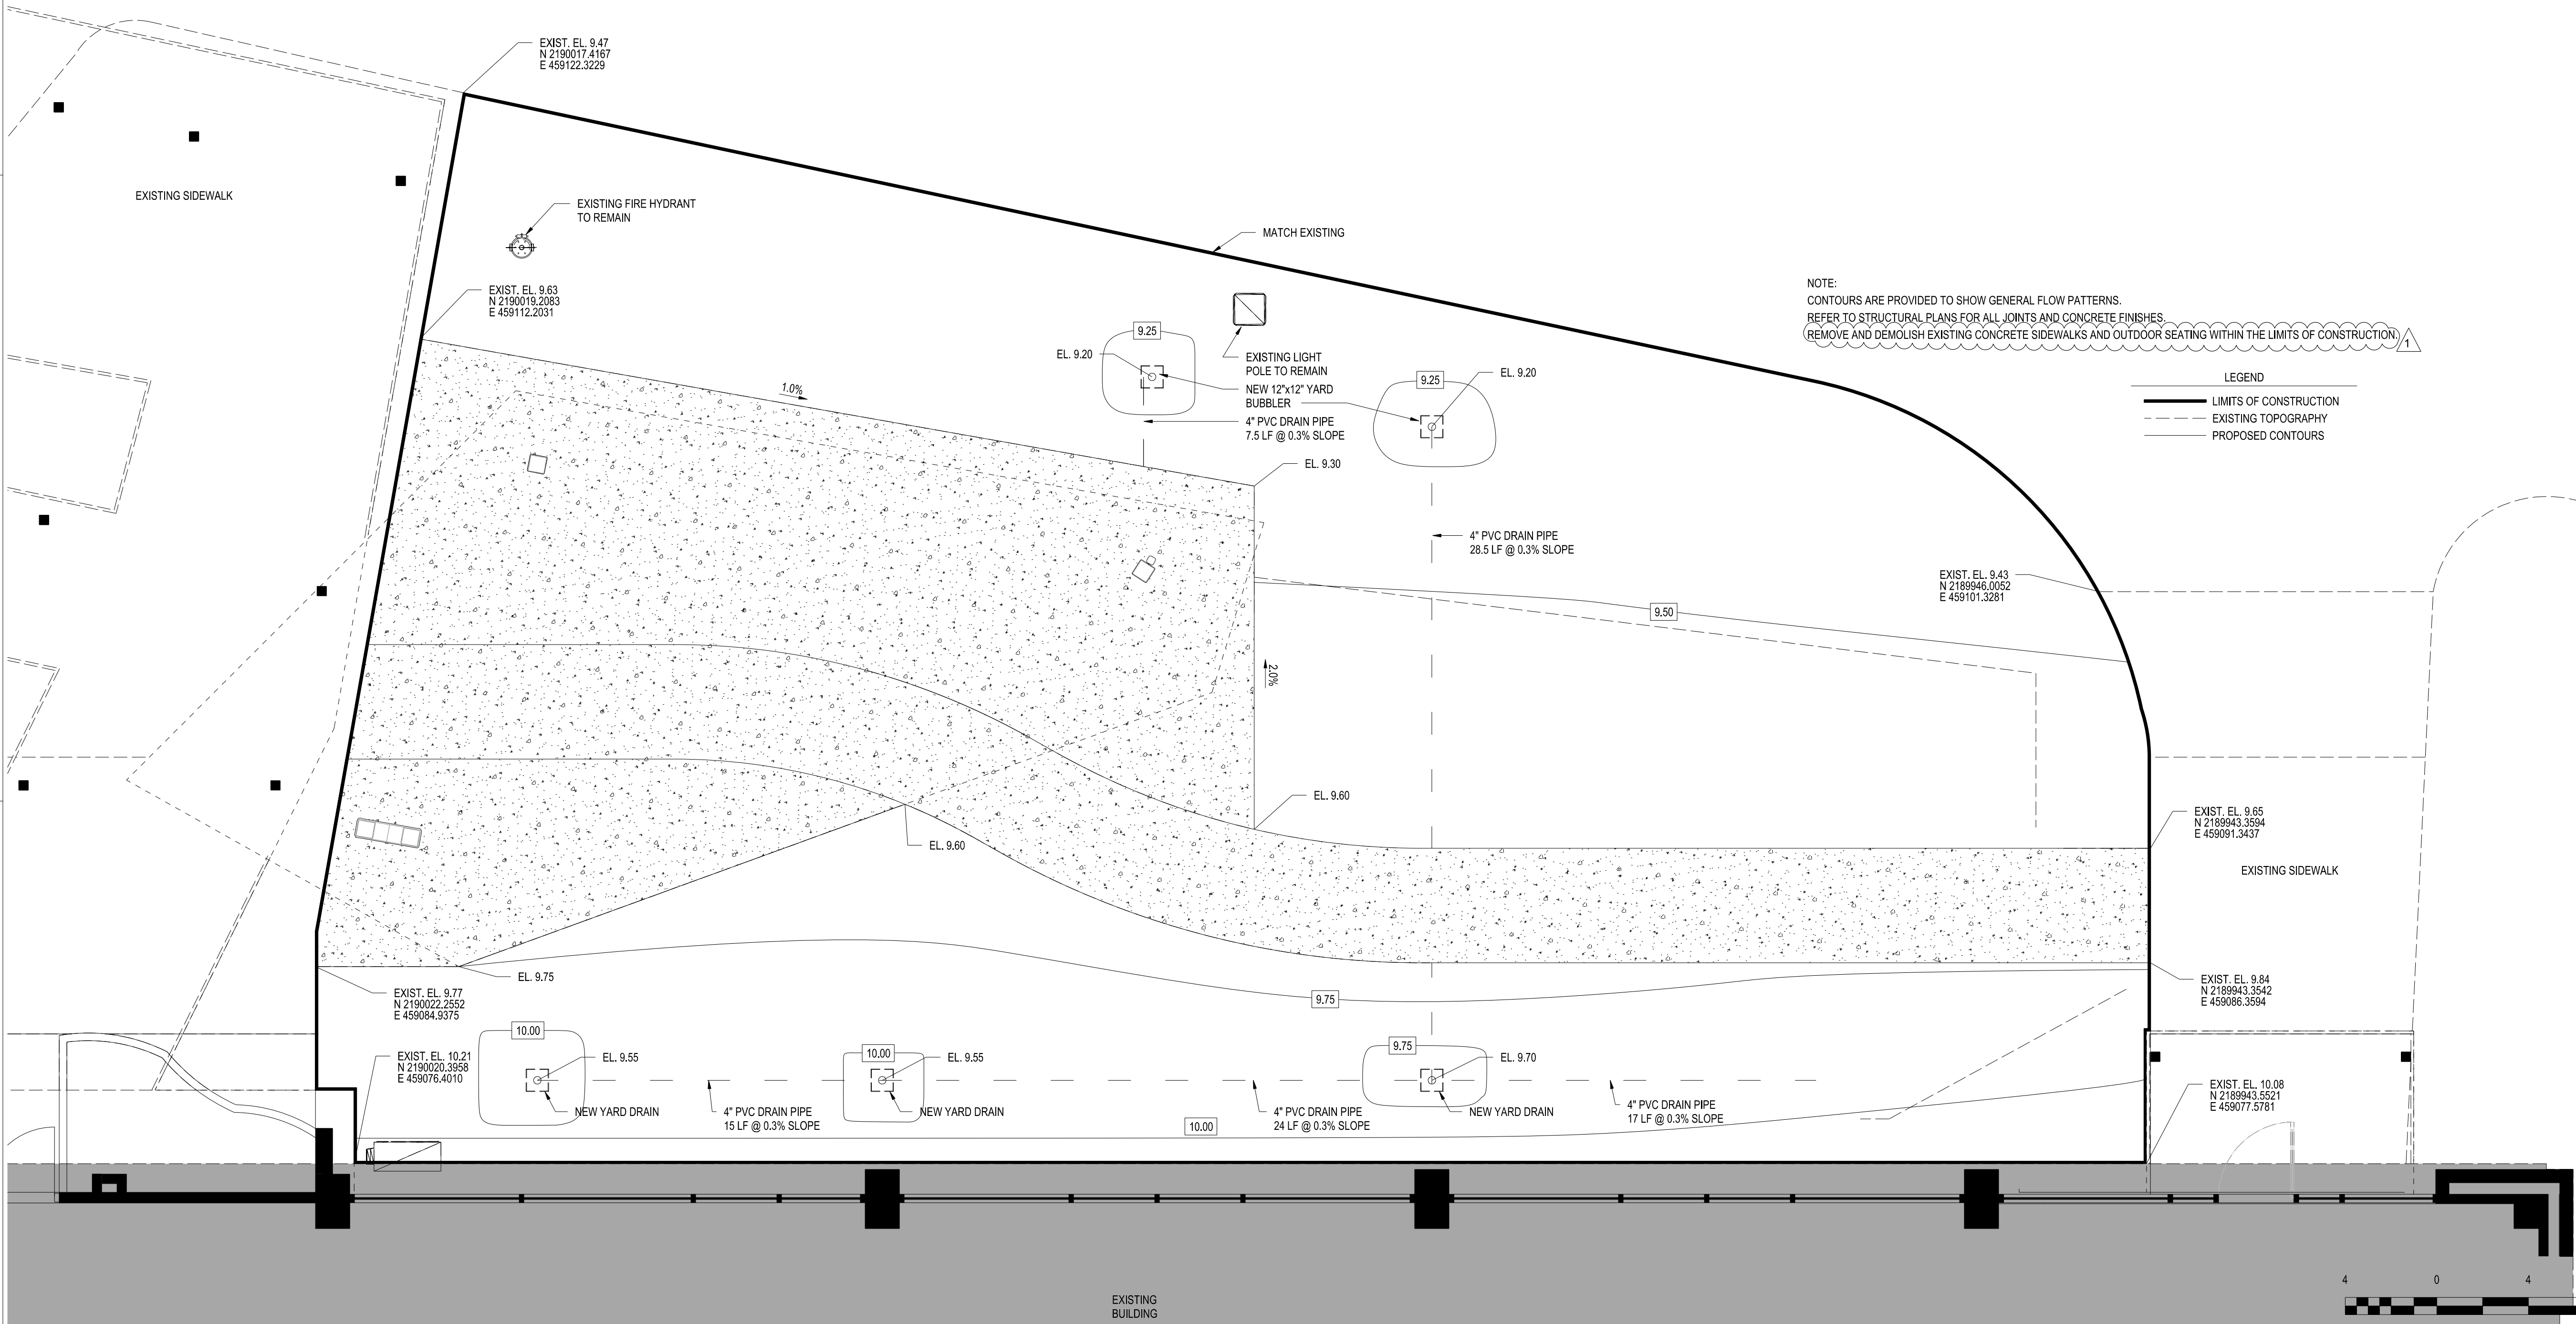 EXIST. EL. 9.47
N 2190017.4167
E 459122.3229
EXISTING SIDEWALK
EXISTING FIRE HYDRANT
TO REMAIN
MATCH EXISTING
EXIST. EL. 9.63
N 2190019.2083
E 459112.2031
NOTE:
CONTOURS ARE PROVIDED TO SHOW GENERAL FLOW PATTERNS.
REFER TO STRUCTURAL PLANS FOR ALL JOINTS AND CONCRETE FINISHES.
REMOVE AND DEMOLISH EXISTING CONCRETE SIDEWALKS AND OUTDOOR SEATING WITHIN THE LIMITS OF CONSTRUCTION.
1
LEGEND
LIMITS OF CONSTRUCTION
EXISTING TOPOGRAPHY
PROPOSED CONTOURS
9.25
EL. 9.20
EXISTING LIGHT
POLE TO REMAIN
NEW 12"x12" YARD
BUBBLER
4" PVC DRAIN PIPE
7.5 LF @ 0.3% SLOPE
9.25
EL. 9.20
1.0%
EL. 9.30
4" PVC DRAIN PIPE
28.5 LF @ 0.3% SLOPE
EXIST. EL. 9.43
N 2189946.0052
E 459101.3281
9.50
2.0%
EL. 9.60
EL. 9.60
EXIST. EL. 9.65
N 2189943.3594
E 459091.3437
EXISTING SIDEWALK
EL. 9.75
EXIST. EL. 9.77
N 2190022.2552
E 459084.9375
9.75
EXIST. EL. 9.84
N 2189943.3542
E 459086.3594
EXIST. EL. 10.21
N 2190020.3958
E 459076.4010
10.00
EL. 9.55
NEW YARD DRAIN
4" PVC DRAIN PIPE
15 LF @ 0.3% SLOPE
10.00
EL. 9.55
NEW YARD DRAIN
10.00
4" PVC DRAIN PIPE
24 LF @ 0.3% SLOPE
9.75
EL. 9.70
NEW YARD DRAIN
4" PVC DRAIN PIPE
17 LF @ 0.3% SLOPE
EXIST. EL. 10.08
N 2189943.5521
E 459077.5781
EXISTING
BUILDING
4 0 4